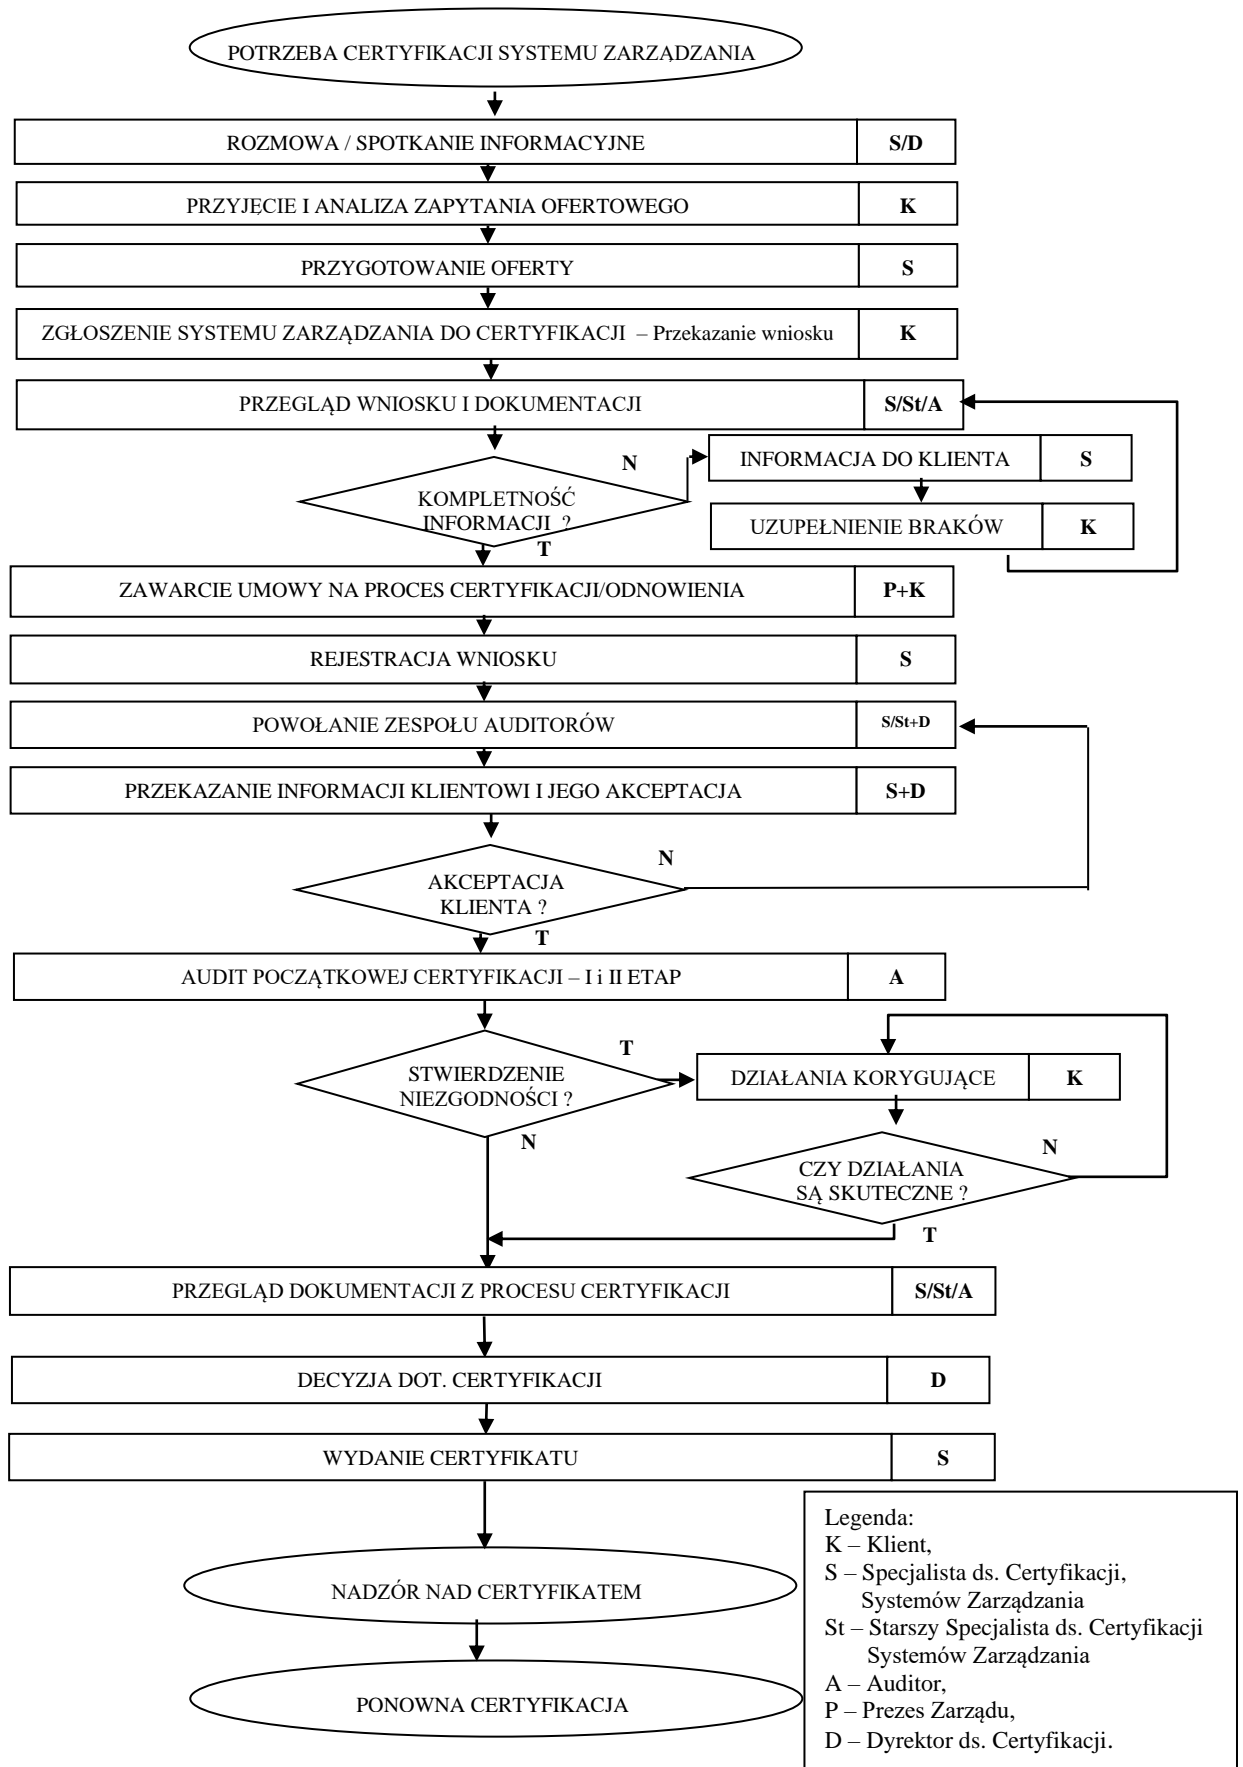 POTRZEBA CERTYFIKACJI SYSTEMU ZARZĄDZANIA
ROZMOWA / SPOTKANIE INFORMACYJNE S/D
PRZYJĘCIE I ANALIZA ZAPYTANIA OFERTOWEGO K
PRZYGOTOWANIE OFERTY S
ZGŁOSZENIE SYSTEMU ZARZĄDZANIA DO CERTYFIKACJI – Przekazanie wniosku K
PRZEGLĄD WNIOSKU I DOKUMENTACJI S/St/A
KOMPLETNOŚĆ
INFORMACJI ?
N
INFORMACJA DO KLIENTA S
UZUPEŁNIENIE BRAKÓW K
T
ZAWARCIE UMOWY NA PROCES CERTYFIKACJI/ODNOWIENIA P+K
REJESTRACJA WNIOSKU S
POWOŁANIE ZESPOŁU AUDITORÓW S/St+D
PRZEKAZANIE INFORMACJI KLIENTOWI I JEGO AKCEPTACJA S+D
AKCEPTACJA
KLIENTA ?
N
T
AUDIT POCZĄTKOWEJ CERTYFIKACJI – I i II ETAP A
STWIERDZENIE
NIEZGODNOŚCI ?
T
DZIAŁANIA KORYGUJĄCE K
N
CZY DZIAŁANIA
SĄ SKUTECZNE ?
N
T
PRZEGLĄD DOKUMENTACJI Z PROCESU CERTYFIKACJI S/St/A
DECYZJA DOT. CERTYFIKACJI D
WYDANIE CERTYFIKATU S
NADZÓR NAD CERTYFIKATEM
PONOWNA CERTYFIKACJA
Legenda:
K – Klient,
S – Specjalista ds. Certyfikacji,
Systemów Zarządzania
St – Starszy Specjalista ds. Certyfikacji
Systemów Zarządzania
A – Auditor,
P – Prezes Zarządu,
D – Dyrektor ds. Certyfikacji.